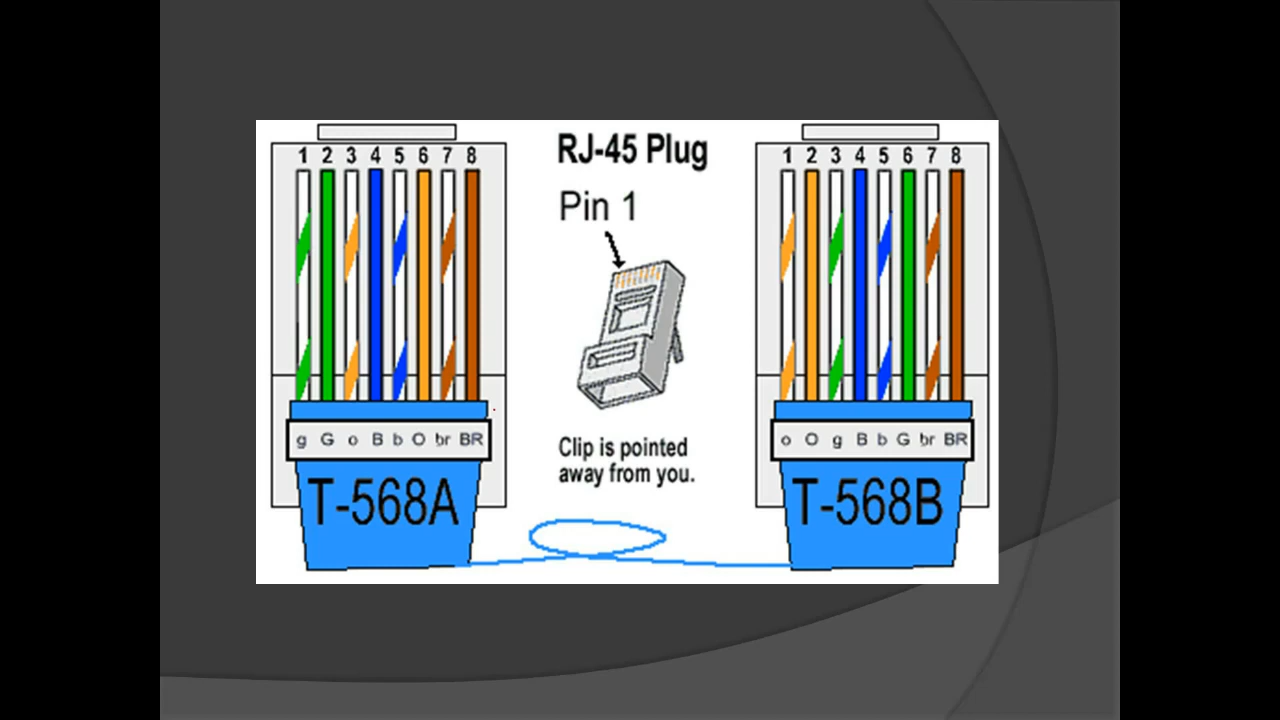 1 2 3 4 5 6 7 8
g G o B b O br BR
T-568A
RJ-45 Plug
Pin 1
Clip is pointed
away from you.
1 2 3 4 5 6 7 8
o O g B b G br BR
T-568B